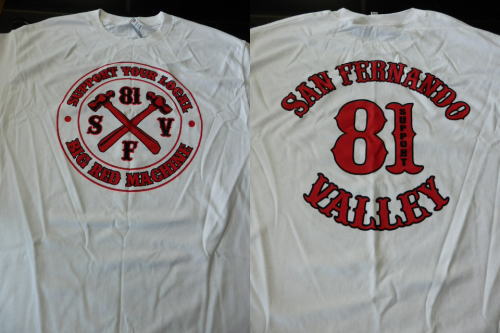 SUPPORT YOUR LOCAL
81
S F V
BIG RED MACHINE
SAN FERNANDO
81
SUPPORT
VALLEY